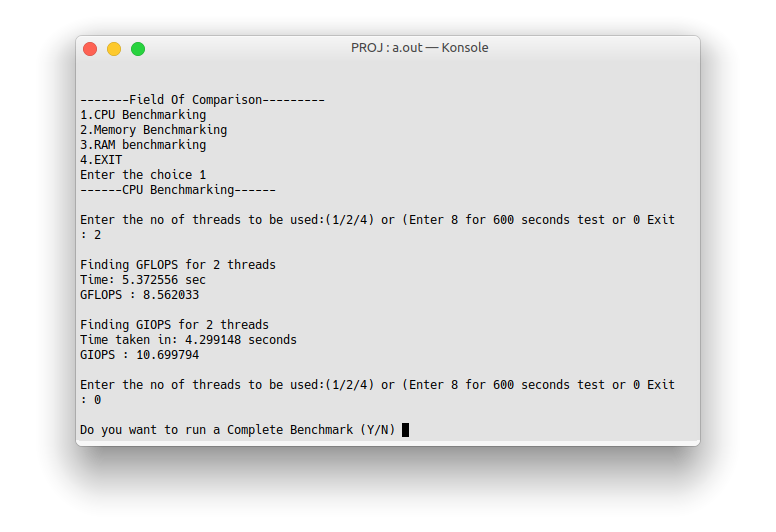 PROJ : a.out — Konsole
-------Field Of Comparison---------
1.CPU Benchmarking
2.Memory Benchmarking
3.RAM benchmarking
4.EXIT
Enter the choice 1
------CPU Benchmarking------
Enter the no of threads to be used:(1/2/4) or (Enter 8 for 600 seconds test or 0 Exit
: 2
Finding GFLOPS for 2 threads
Time: 5.372556 sec
GFLOPS : 8.562033
Finding GIOPS for 2 threads
Time taken in: 4.299148 seconds
GIOPS : 10.699794
Enter the no of threads to be used:(1/2/4) or (Enter 8 for 600 seconds test or 0 Exit
: 0
Do you want to run a Complete Benchmark (Y/N)